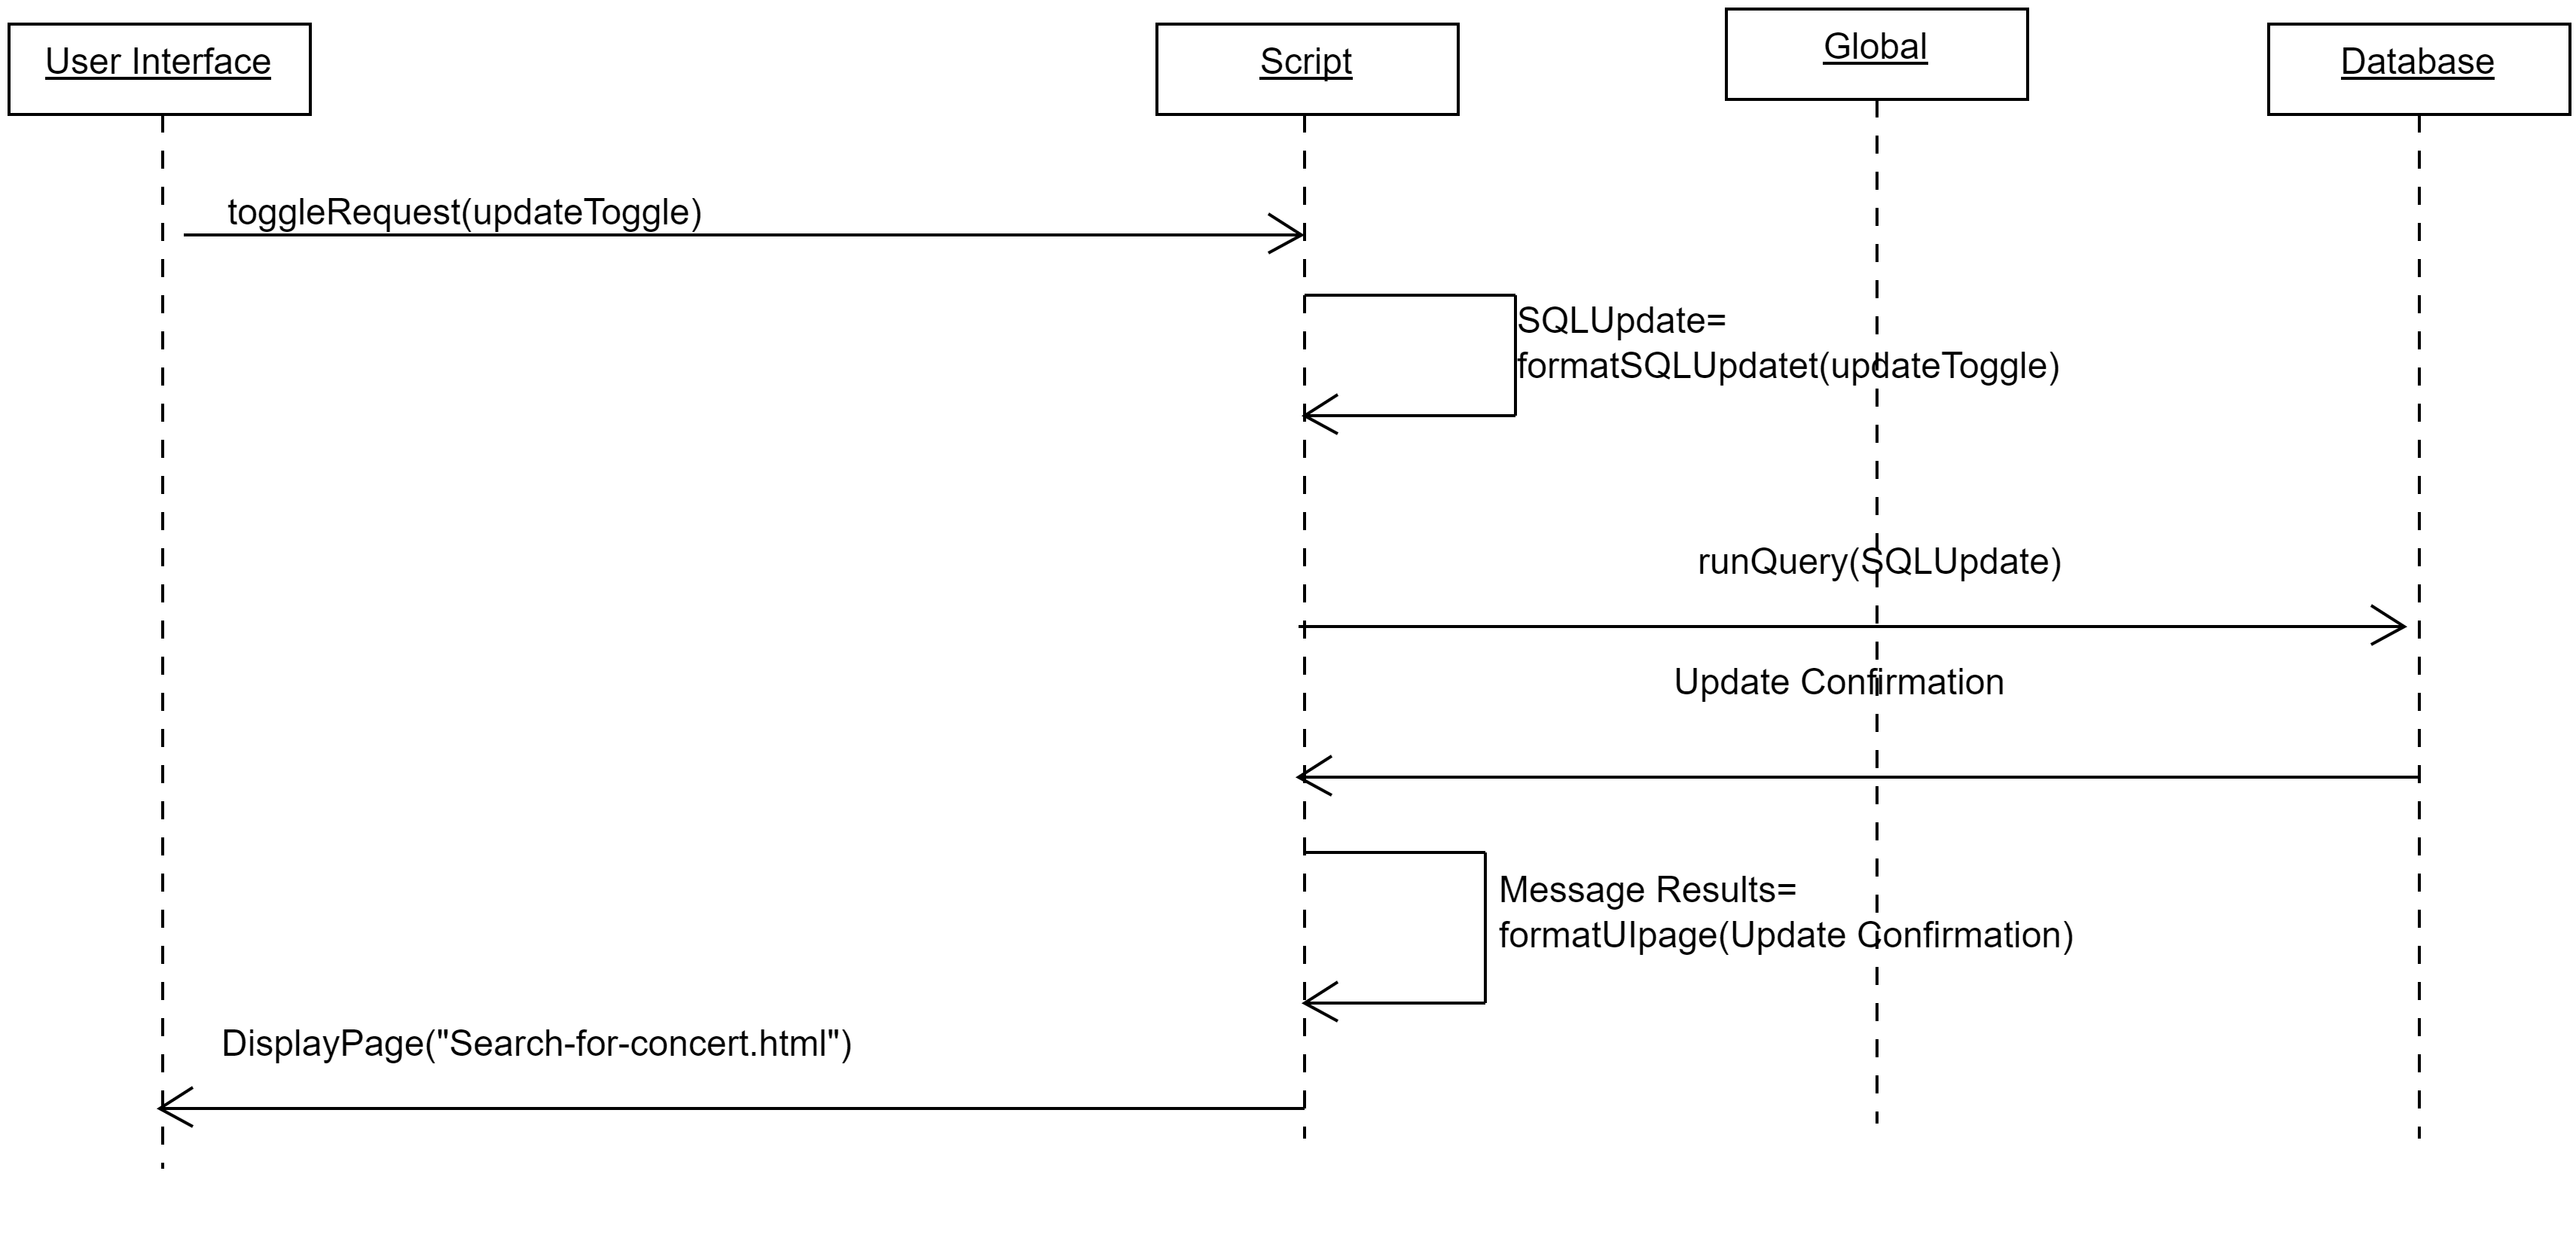 User Interface
Script
Global
Database
toggleRequest(updateToggle)
SQLUpdate=
formatSQLUpdatet(updateToggle)
runQuery(SQLUpdate)
Update Confirmation
Message Results=
formatUIpage(Update Confirmation)
DisplayPage("Search-for-concert.html")